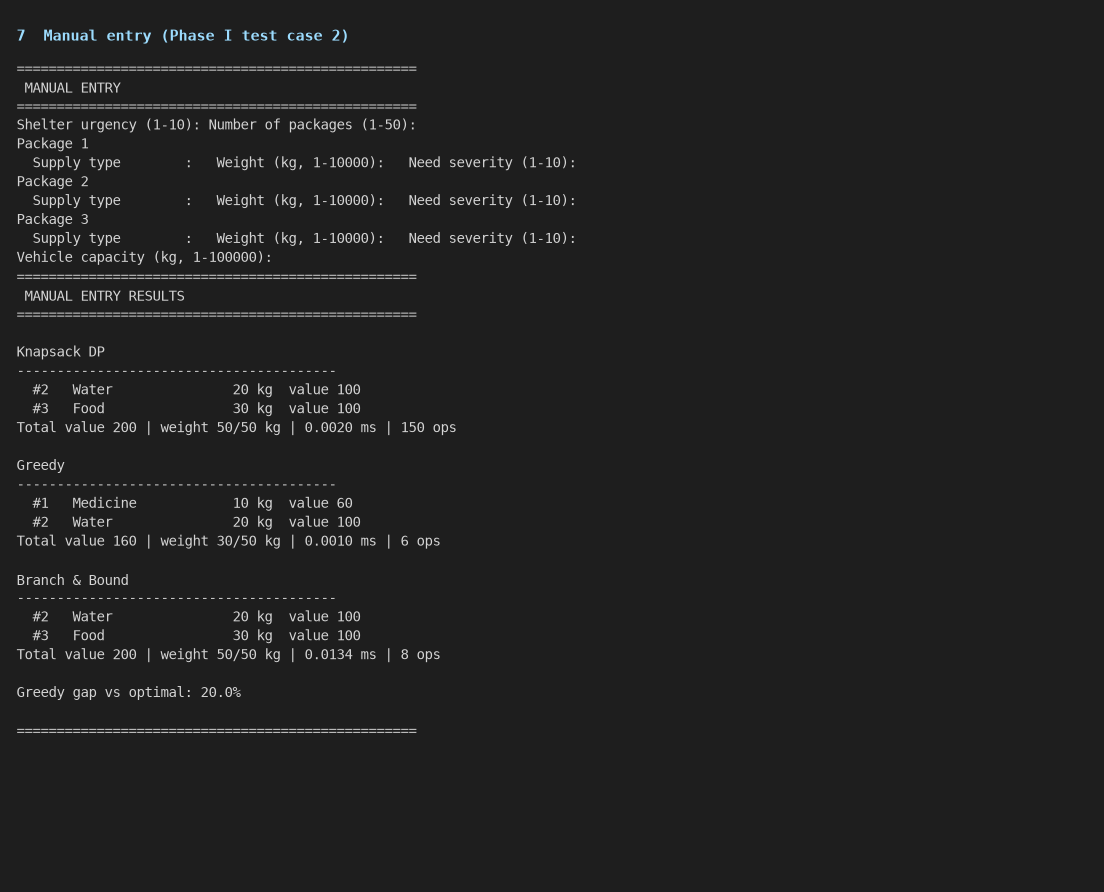 7  Manual entry (Phase I test case 2)
==================================================
 MANUAL ENTRY
==================================================
Shelter urgency (1-10): Number of packages (1-50):
Package 1
  Supply type        :   Weight (kg, 1-10000):   Need severity (1-10):
Package 2
  Supply type        :   Weight (kg, 1-10000):   Need severity (1-10):
Package 3
  Supply type        :   Weight (kg, 1-10000):   Need severity (1-10):
Vehicle capacity (kg, 1-100000):
==================================================
 MANUAL ENTRY RESULTS
==================================================
Knapsack DP
----------------------------------------
  #2   Water               20 kg  value 100
  #3   Food                30 kg  value 100
Total value 200 | weight 50/50 kg | 0.0020 ms | 150 ops
Greedy
----------------------------------------
  #1   Medicine            10 kg  value 60
  #2   Water               20 kg  value 100
Total value 160 | weight 30/50 kg | 0.0010 ms | 6 ops
Branch & Bound
----------------------------------------
  #2   Water               20 kg  value 100
  #3   Food                30 kg  value 100
Total value 200 | weight 50/50 kg | 0.0134 ms | 8 ops
Greedy gap vs optimal: 20.0%
==================================================